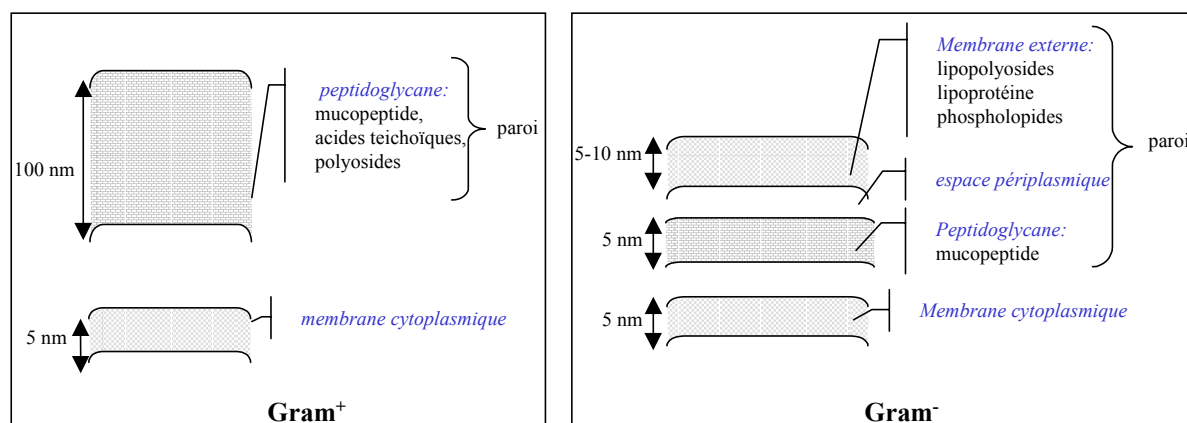 100 nm
peptidoglycane:
mucopeptide,
acides teichoïques,
polyosides
paroi
5 nm
membrane cytoplasmique
Gram+
Membrane externe:
lipopolyosides
lipoprotéine
phospholopides
5-10 nm
paroi
espace périplasmique
5 nm
Peptidoglycane:
mucopeptide
5 nm
Membrane cytoplasmique
Gram-